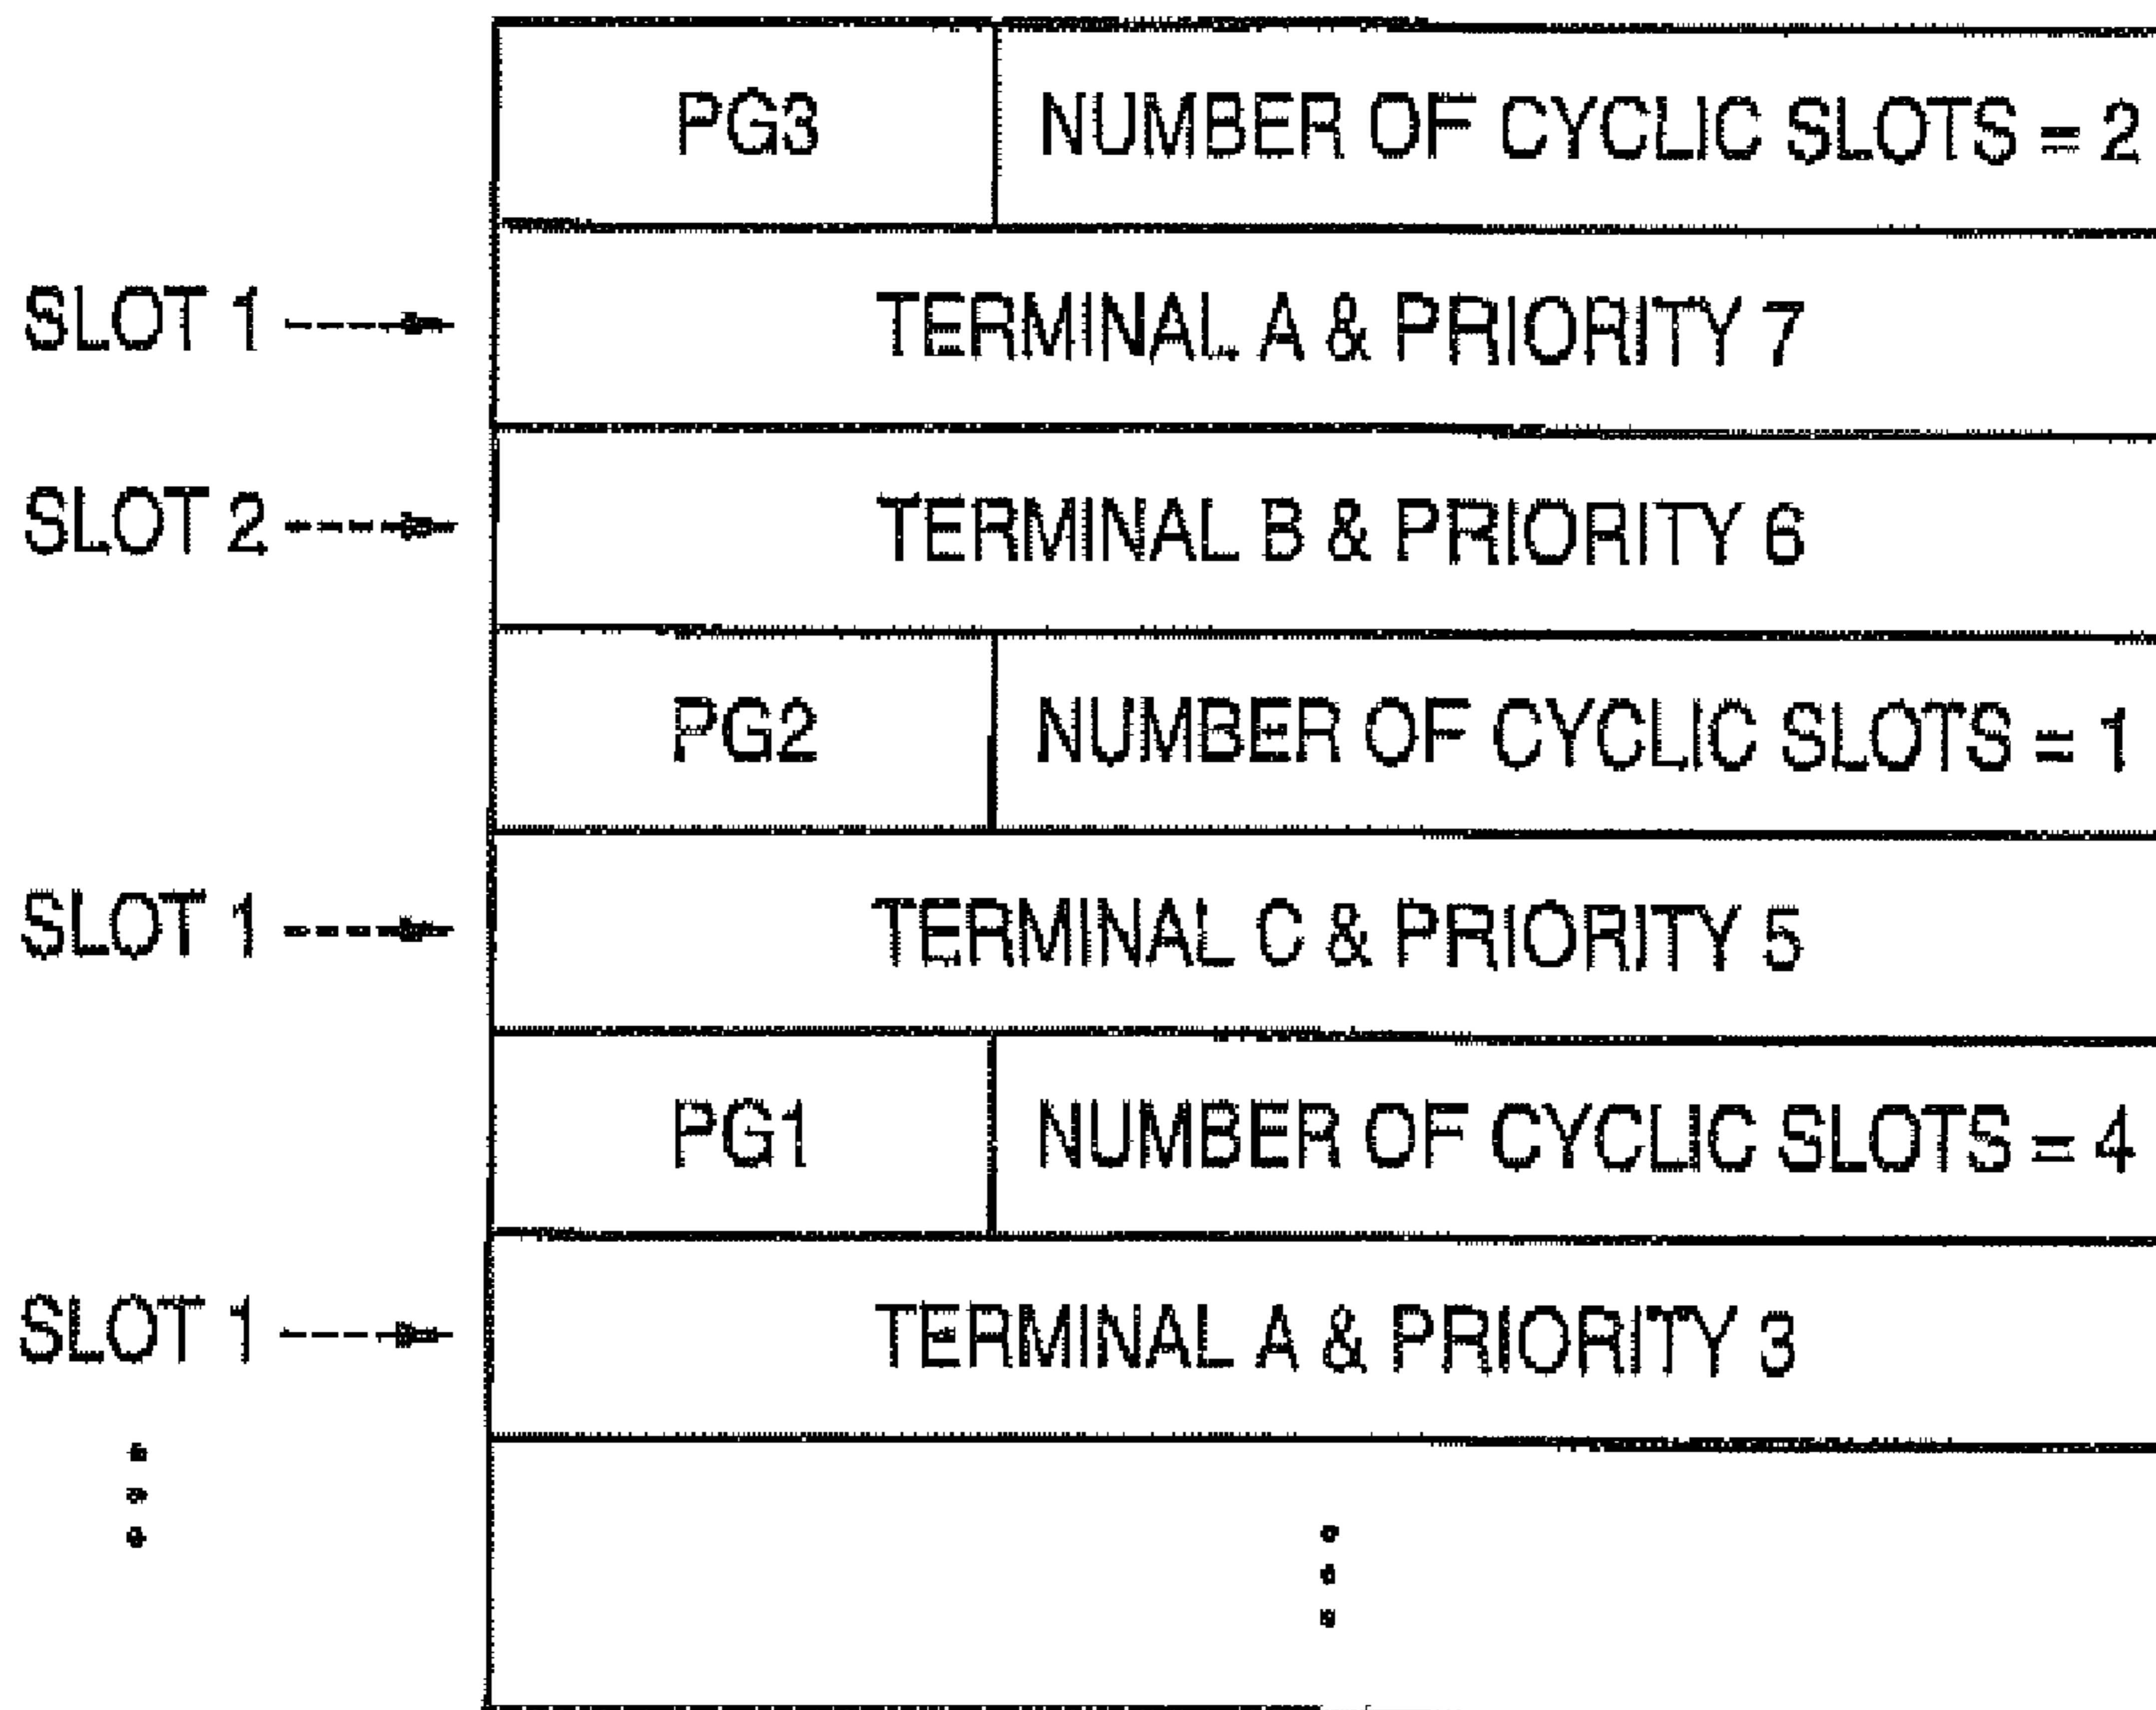 PG3 NUMBER OF CYCLIC SLOTS = 2
SLOT 1 TERMINAL A & PRIORITY 7
SLOT 2 TERMINAL B & PRIORITY 6
PG2 NUMBER OF CYCLIC SLOTS = 1
SLOT 1 TERMINAL C & PRIORITY 5
PG1 NUMBER OF CYCLIC SLOTS = 4
SLOT 1 TERMINAL A & PRIORITY 3